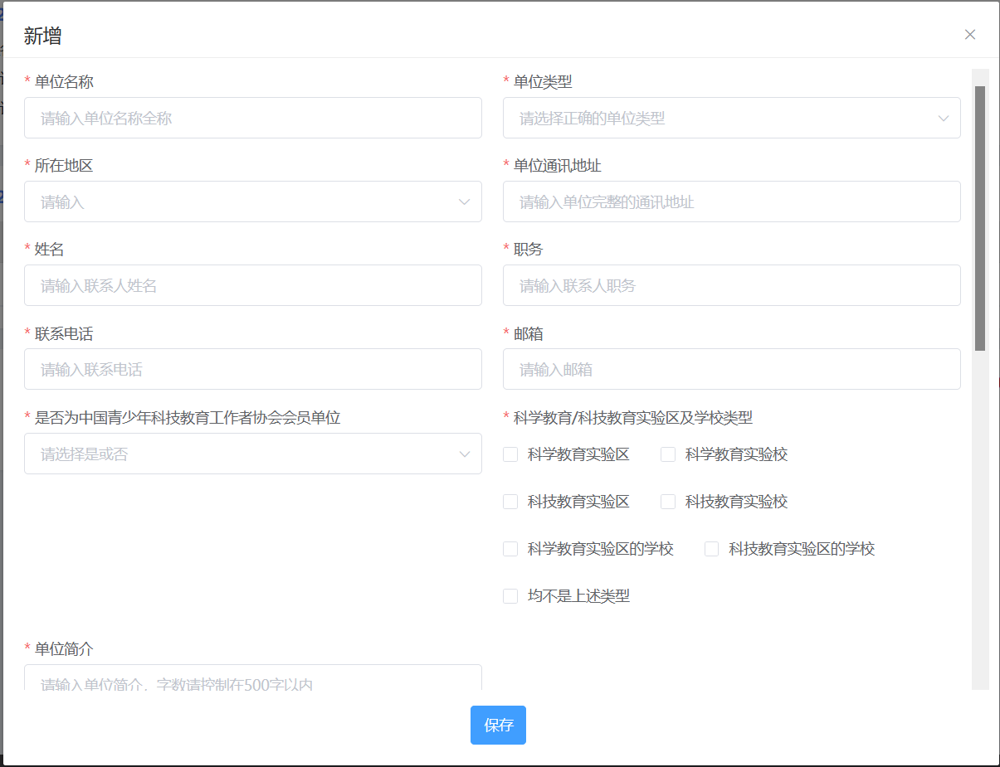 新增
* 单位名称
* 单位类型
请输入单位名称全称
请选择正确的单位类型
* 所在地区
* 单位通讯地址
请输入
请输入单位完整的通讯地址
* 姓名
* 职务
请输入联系人姓名
请输入联系人职务
* 联系电话
* 邮箱
请输入联系电话
请输入邮箱
* 是否为中国青少年科技教育工作者协会会员单位
* 科学教育/科技教育实验区及学校类型
请选择是或否
科学教育实验区
科学教育实验校
科技教育实验区
科技教育实验校
科学教育实验区的学校
科技教育实验区的学校
均不是上述类型
* 单位简介
请输入单位简介，字数请控制在500字以内
保存